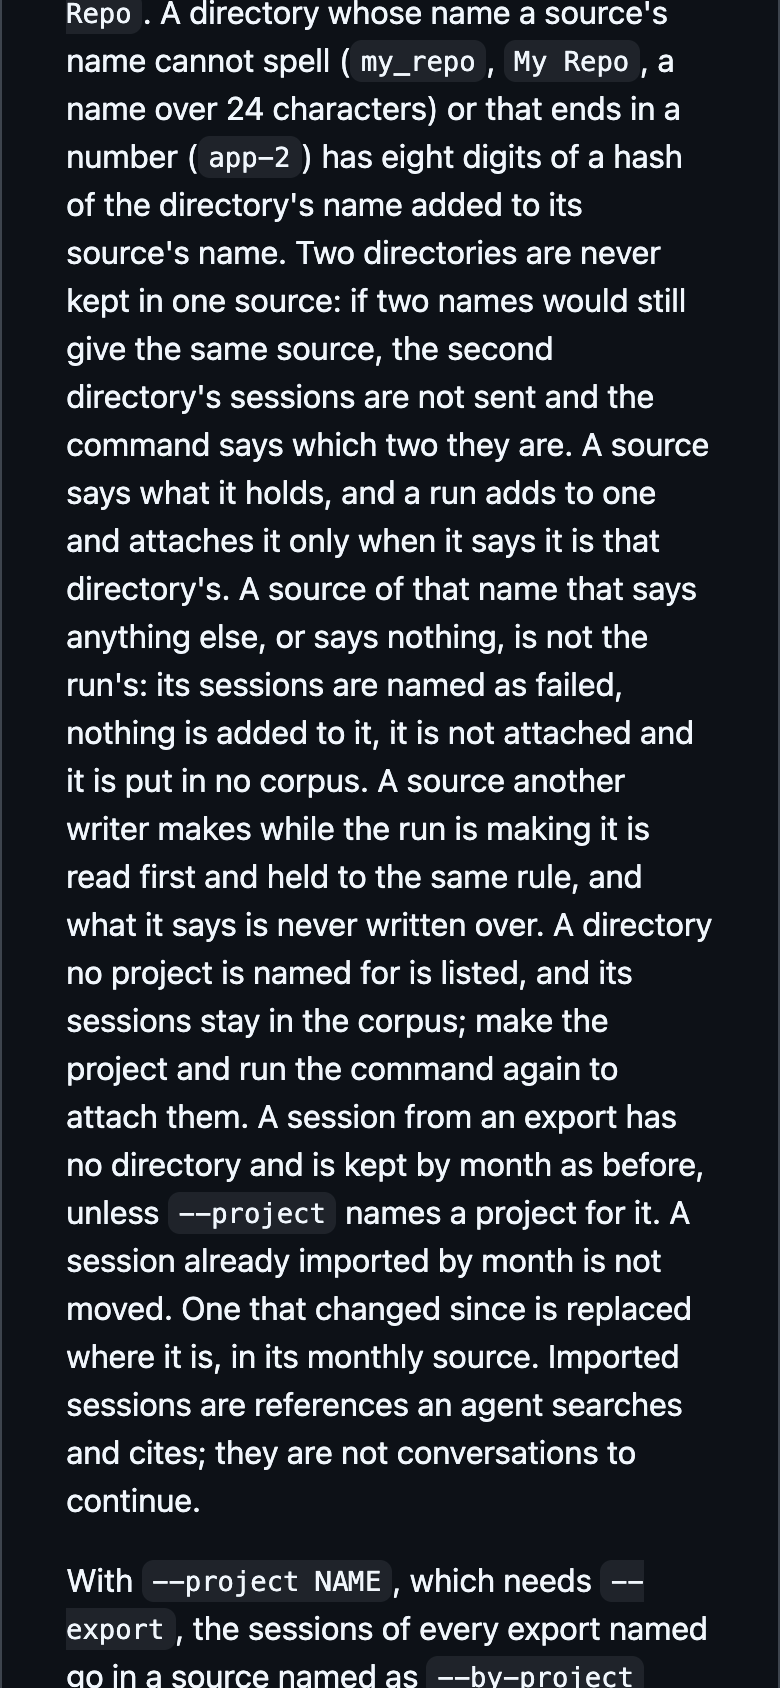 Repo . A directory whose name a source's
name cannot spell ( my_repo , My Repo , a
name over 24 characters) or that ends in a
number ( app-2 ) has eight digits of a hash
of the directory's name added to its
source's name. Two directories are never
kept in one source: if two names would still
give the same source, the second
directory's sessions are not sent and the
command says which two they are. A source
says what it holds, and a run adds to one
and attaches it only when it says it is that
directory's. A source of that name that says
anything else, or says nothing, is not the
run's: its sessions are named as failed,
nothing is added to it, it is not attached and
it is put in no corpus. A source another
writer makes while the run is making it is
read first and held to the same rule, and
what it says is never written over. A directory
no project is named for is listed, and its
sessions stay in the corpus; make the
project and run the command again to
attach them. A session from an export has
no directory and is kept by month as before,
unless --project names a project for it. A
session already imported by month is not
moved. One that changed since is replaced
where it is, in its monthly source. Imported
sessions are references an agent searches
and cites; they are not conversations to
continue.
With --project NAME , which needs --
export , the sessions of every export named
go in a source named as --by-project